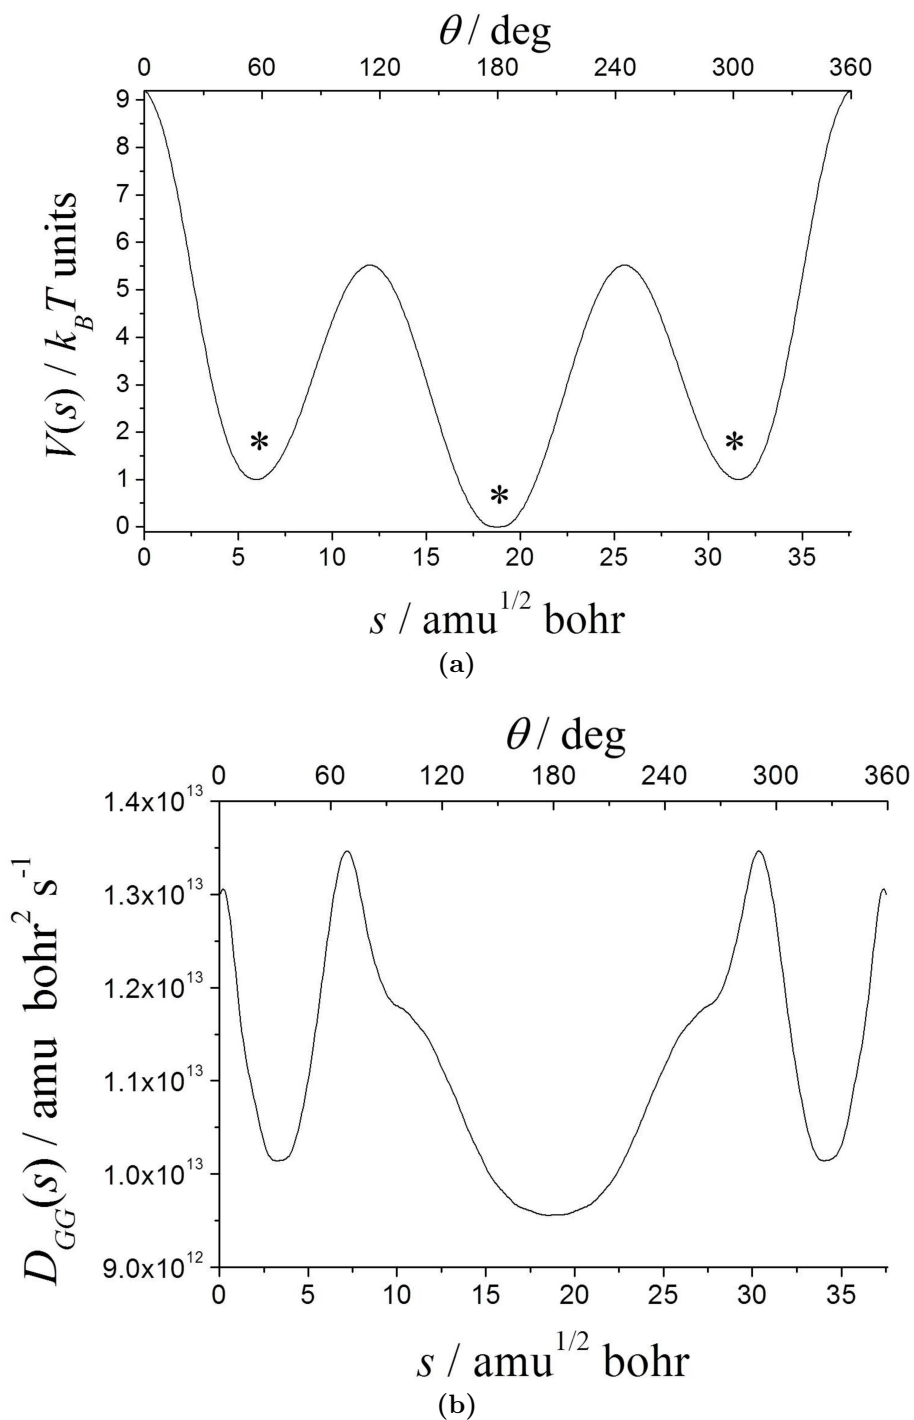 θ / deg
0 60 120 180 240 300 360
9
8
7
6
5
4
3
2
1
0
V(s) / k_B T units
* * *
0 5 10 15 20 25 30 35
s / amu^1/2 bohr
(a)
θ / deg
0 60 120 180 240 300 360
1.4x10^13
1.3x10^13
1.2x10^13
1.1x10^13
1.0x10^13
9.0x10^12
D_GG(s) / amu bohr^2 s^-1
0 5 10 15 20 25 30 35
s / amu^1/2 bohr
(b)